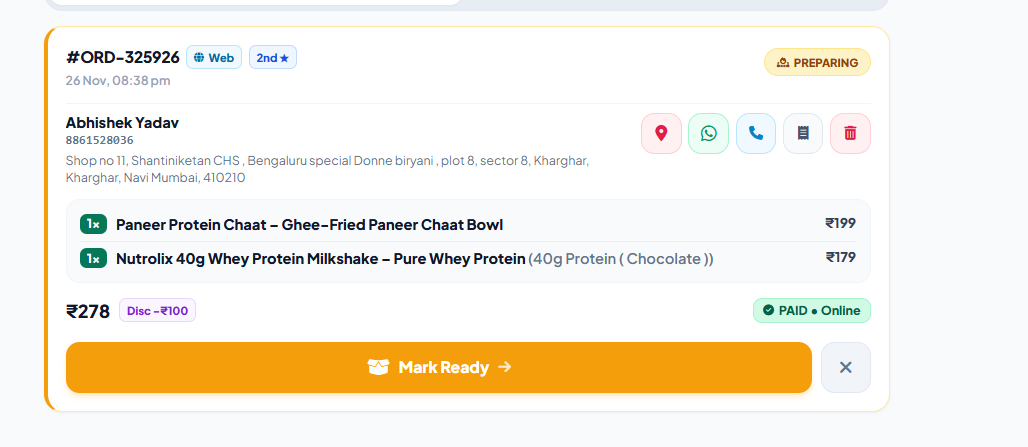 #ORD-325926 Web 2nd ★ PREPARING
26 Nov, 08:38 pm
Abhishek Yadav
8861528036
Shop no 11, Shantiniketan CHS , Bengaluru special Donne biryani , plot 8, sector 8, Kharghar,
Kharghar, Navi Mumbai, 410210
1x Paneer Protein Chaat – Ghee-Fried Paneer Chaat Bowl ₹199
1x Nutrolix 40g Whey Protein Milkshake – Pure Whey Protein (40g Protein ( Chocolate )) ₹179
₹278 Disc -₹100 PAID • Online
Mark Ready →